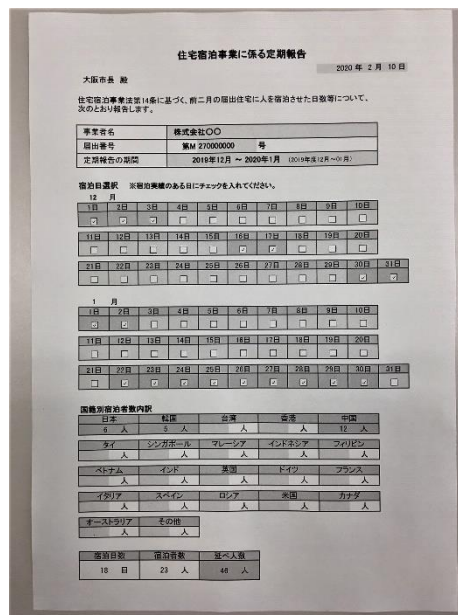 住宅宿泊事業に係る定期報告
2020 年 2 月 10 日
大阪市長 殿
住宅宿泊事業法第14条に基づく、前二月の届出住宅に人を宿泊させた日数等について、
次のとおり報告します。
事業者名 株式会社〇〇
届出番号 第M 270000000 号
定期報告の期間 2019年12月 ～ 2020年1月 (2019年度12月～01月)
宿泊日選択 ※宿泊実績のある日にチェックを入れてください。
12 月
1日 2日 3日 4日 5日 6日 7日 8日 9日 10日
11日 12日 13日 14日 15日 16日 17日 18日 19日 20日
21日 22日 23日 24日 25日 26日 27日 28日 29日 30日 31日
1 月
1日 2日 3日 4日 5日 6日 7日 8日 9日 10日
11日 12日 13日 14日 15日 16日 17日 18日 19日 20日
21日 22日 23日 24日 25日 26日 27日 28日 29日 30日 31日
国籍別宿泊者数内訳
日本 韓国 台湾 香港 中国
6 人 5 人 人 人 12 人
タイ シンガポール マレーシア インドネシア フィリピン
人 人 人 人 人
ベトナム インド 英国 ドイツ フランス
人 人 人 人 人
イタリア スペイン ロシア 米国 カナダ
人 人 人 人 人
オーストラリア その他
人 人
宿泊日数 宿泊者数 延べ人数
18 日 23 人 46 人